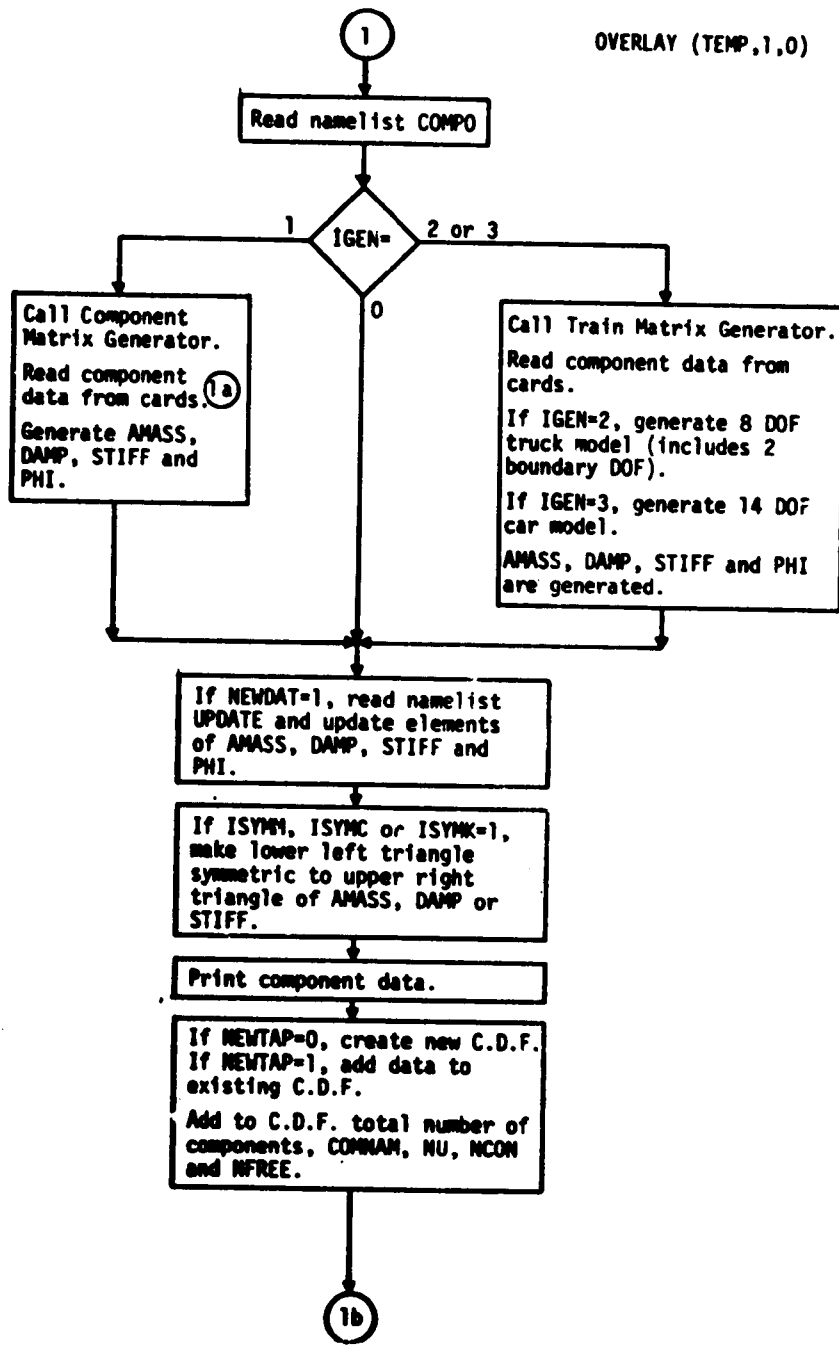 1
OVERLAY (TEMP,1,0)
Read namelist COMPO
IGEN=
1
2 or 3
0
Call Component
Matrix Generator.
Read component
data from cards.
1a
Generate AMASS,
DAMP, STIFF and
PHI.
Call Train Matrix Generator.
Read component data from
cards.
If IGEN=2, generate 8 DOF
truck model (includes 2
boundary DOF).
If IGEN=3, generate 14 DOF
car model.
AMASS, DAMP, STIFF and PHI
are generated.
If NEWDAT=1, read namelist
UPDATE and update elements
of AMASS, DAMP, STIFF and
PHI.
If ISYMM, ISYMC or ISYMK=1,
make lower left triangle
symmetric to upper right
triangle of AMASS, DAMP or
STIFF.
Print component data.
If NEWTAP=0, create new C.D.F.
If NEWTAP=1, add data to
existing C.D.F.
Add to C.D.F. total number of
components, COMNAM, NU, NCON
and NFREE.
1b